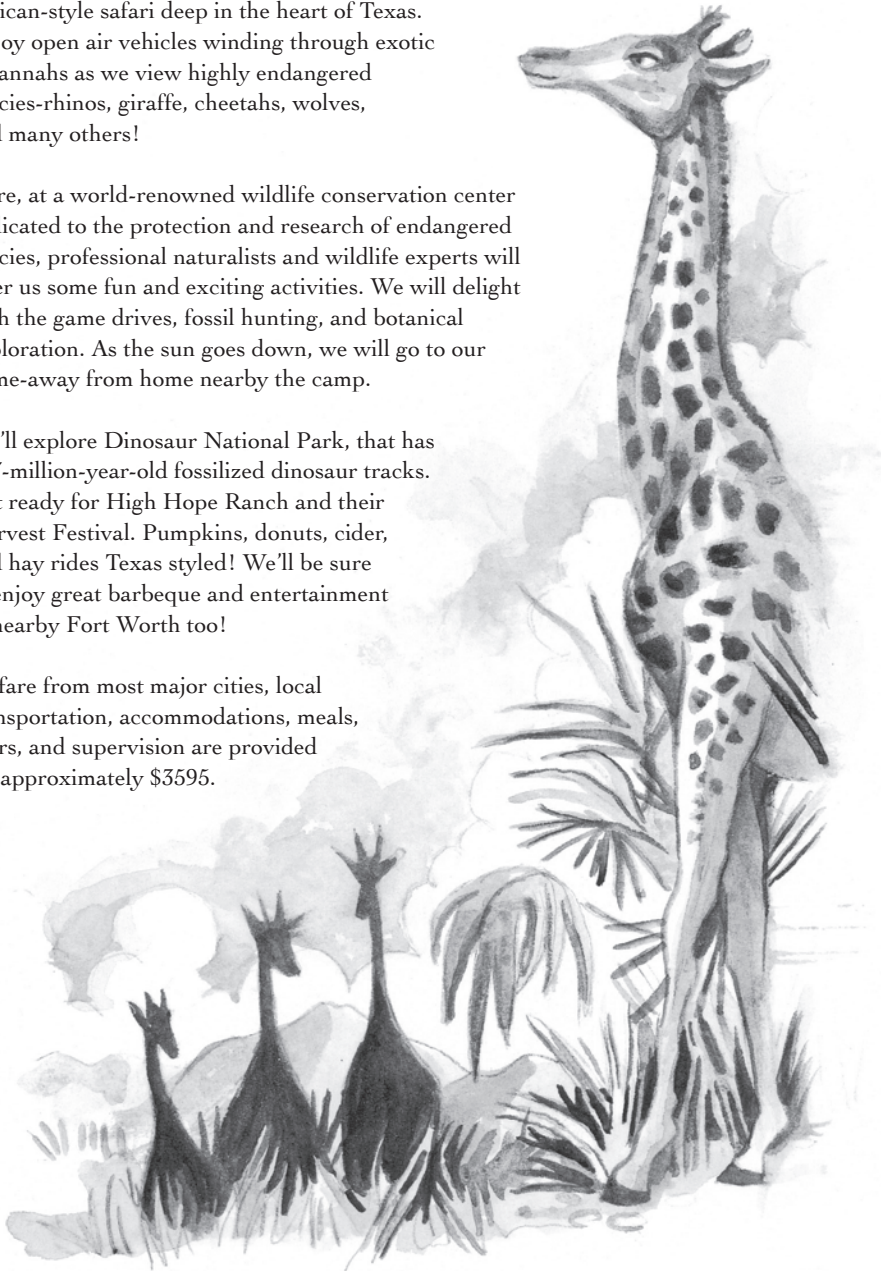 ican-style safari deep in the heart of Texas.
oy open air vehicles winding through exotic
annahs as we view highly endangered
cies-rhinos, giraffe, cheetahs, wolves,
many others!
re, at a world-renowned wildlife conservation center
licated to the protection and research of endangered
cies, professional naturalists and wildlife experts will
er us some fun and exciting activities. We will delight
h the game drives, fossil hunting, and botanical
loration. As the sun goes down, we will go to our
me-away from home nearby the camp.
'll explore Dinosaur National Park, that has
-million-year-old fossilized dinosaur tracks.
t ready for High Hope Ranch and their
rvest Festival. Pumpkins, donuts, cider,
hay rides Texas styled! We'll be sure
enjoy great barbeque and entertainment
nearby Fort Worth too!
fare from most major cities, local
nsportation, accommodations, meals,
rs, and supervision are provided
approximately $3595.